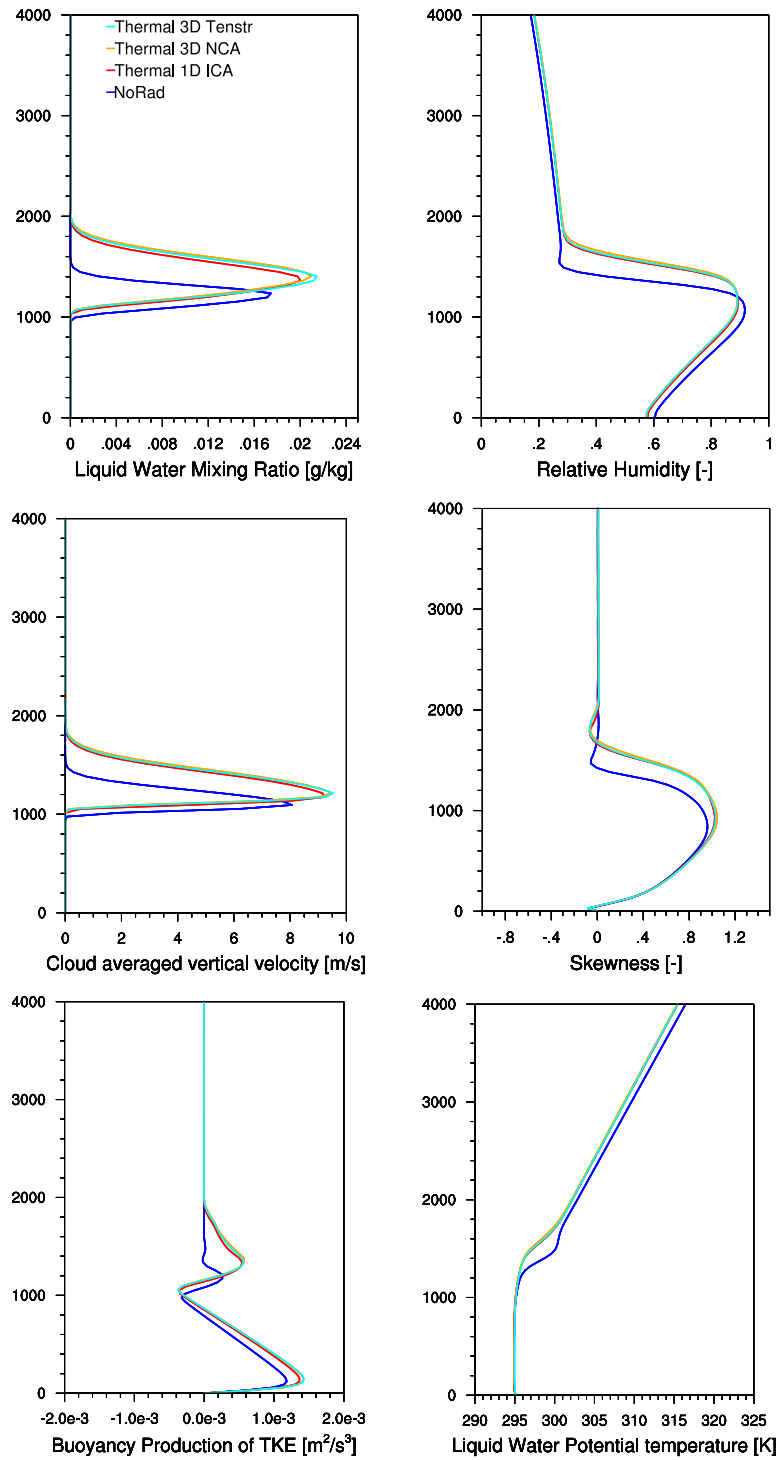 4000
3000
2000
1000
0
Thermal 3D Tenstr
Thermal 3D NCA
Thermal 1D ICA
NoRad
0 .004 .008 .012 .016 .02 .024
Liquid Water Mixing Ratio [g/kg]
4000
3000
2000
1000
0
0 .2 .4 .6 .8 1
Relative Humidity [-]
4000
3000
2000
1000
0
0 2 4 6 8 10
Cloud averaged vertical velocity [m/s]
4000
3000
2000
1000
0
-.8 -.4 0 .4 .8 1.2
Skewness [-]
4000
3000
2000
1000
0
-2.0e-3 -1.0e-3 0.0e-3 1.0e-3 2.0e-3
Buoyancy Production of TKE [m²/s³]
4000
3000
2000
1000
0
290 295 300 305 310 315 320 325
Liquid Water Potential temperature [K]